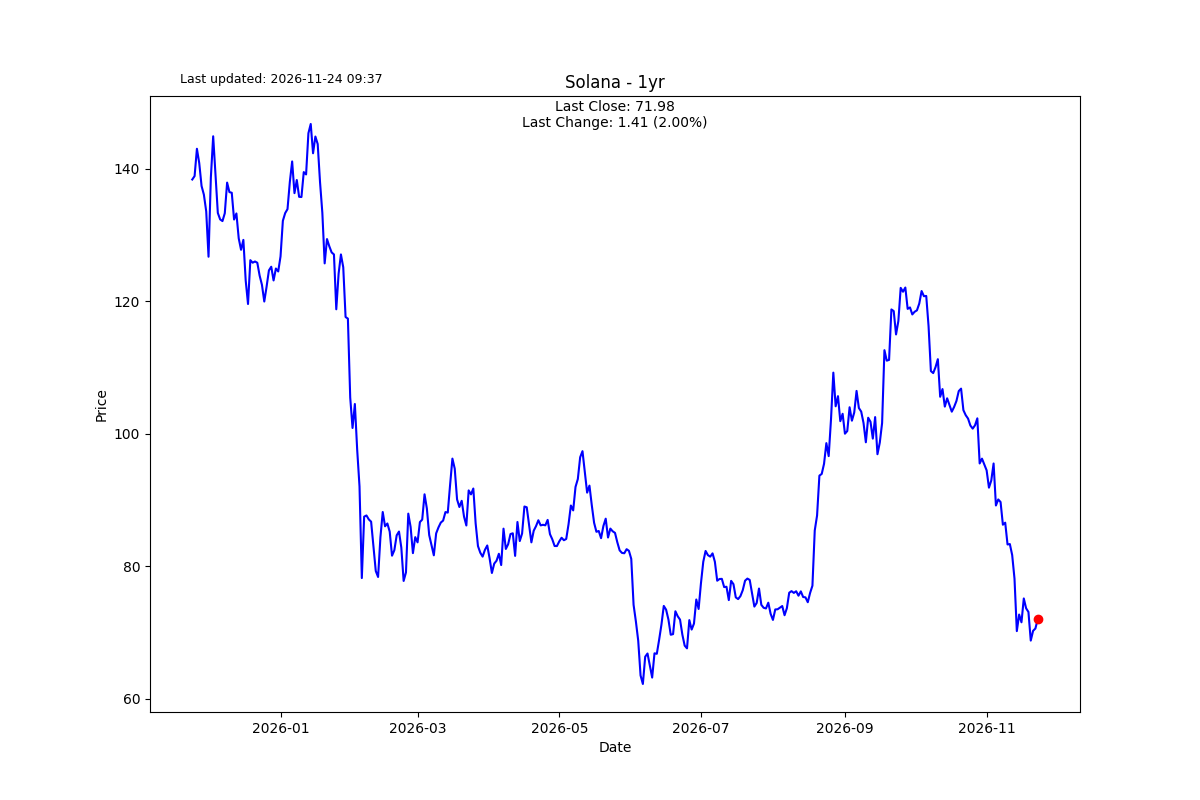 Last updated: 2026-11-24 09:37
Solana - 1yr
Last Close: 71.98
Last Change: 1.41 (2.00%)
Price
140
120
100
80
60
2026-01
2026-03
2026-05
2026-07
2026-09
2026-11
Date